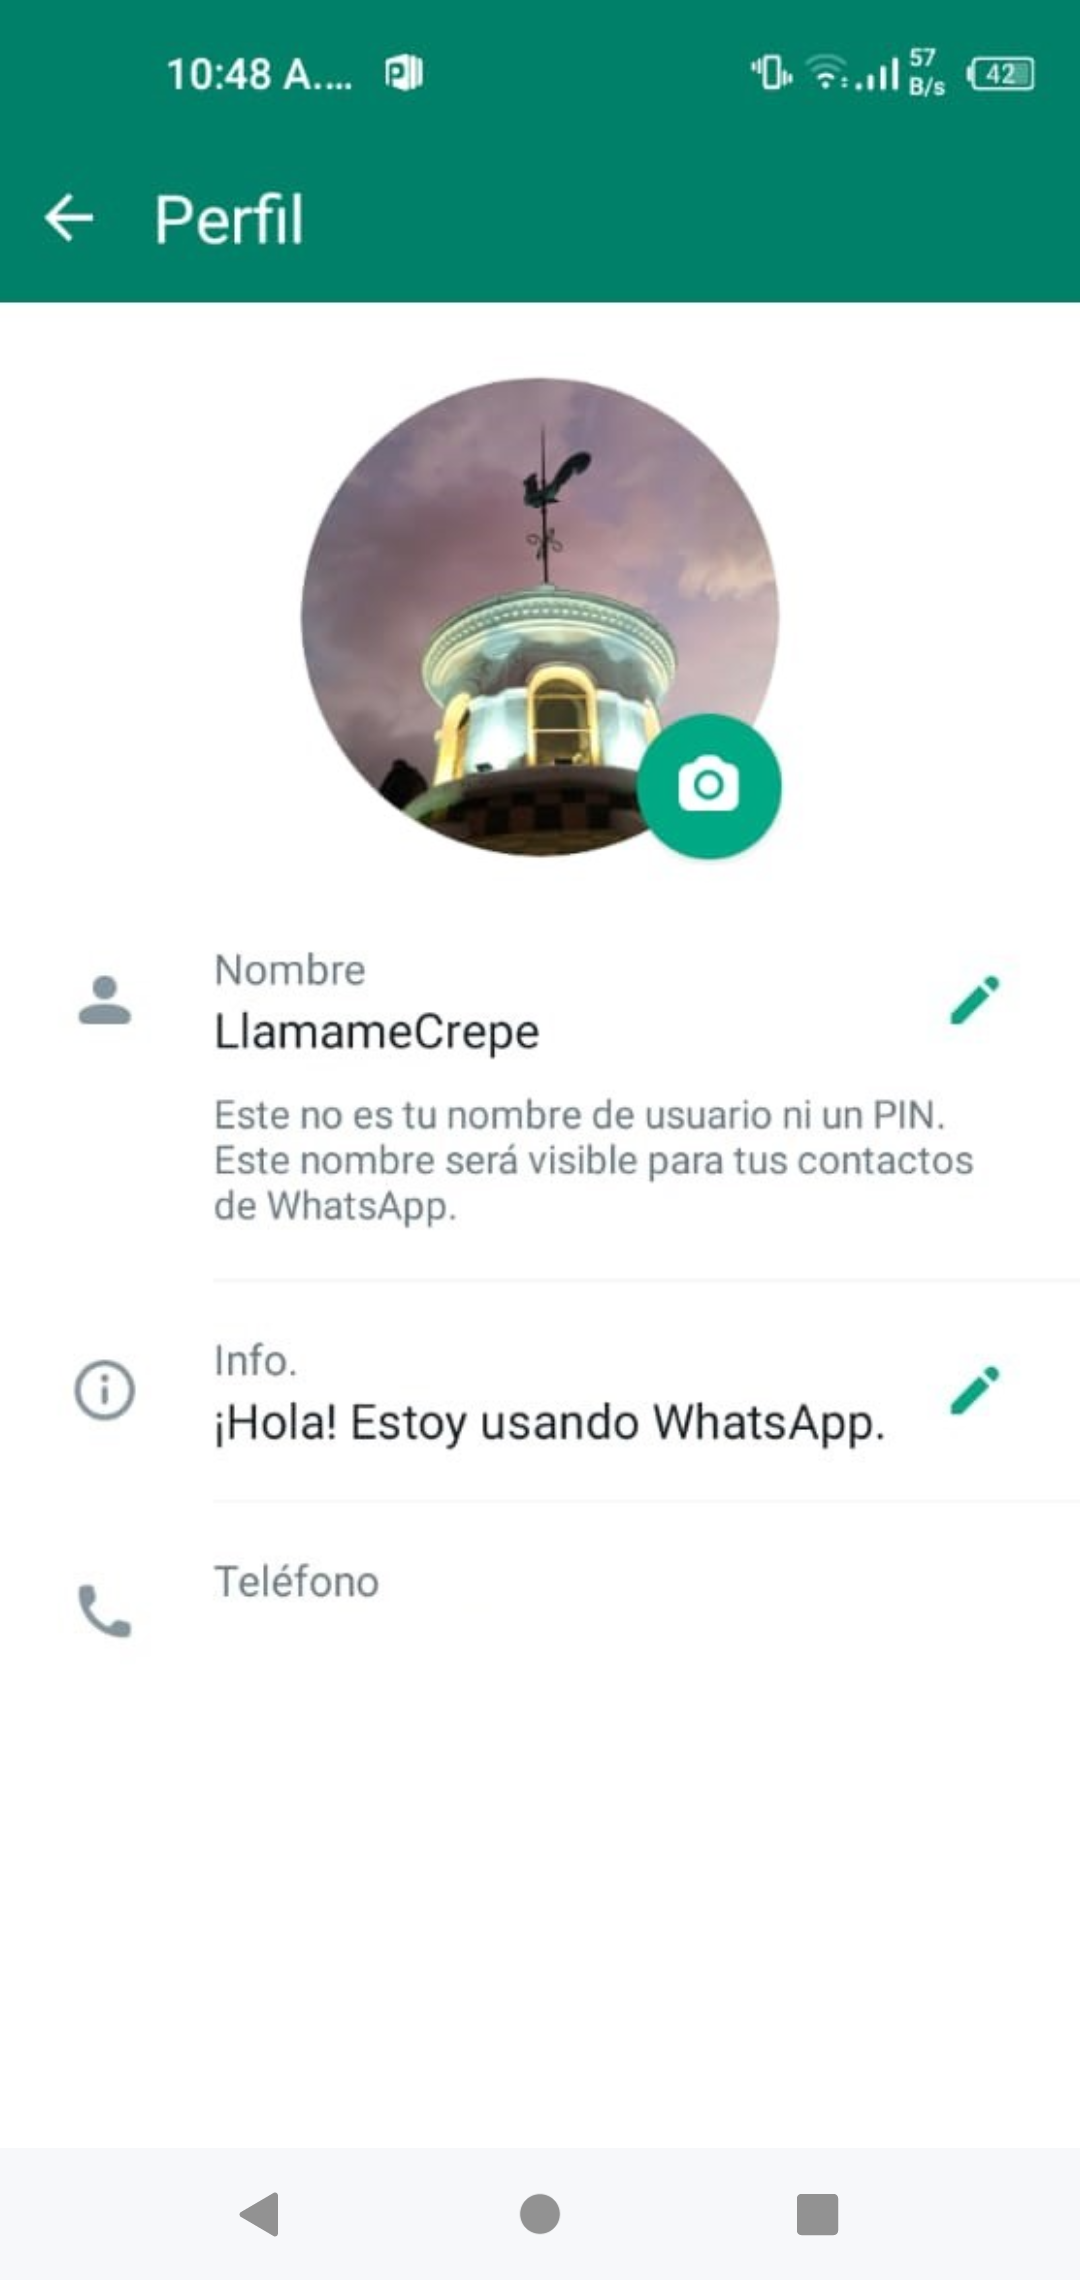 10:48 A....
57
B/s
42
Perfil
Nombre
LlamameCrepe
Este no es tu nombre de usuario ni un PIN.
Este nombre será visible para tus contactos
de WhatsApp.
Info.
¡Hola! Estoy usando WhatsApp.
Teléfono